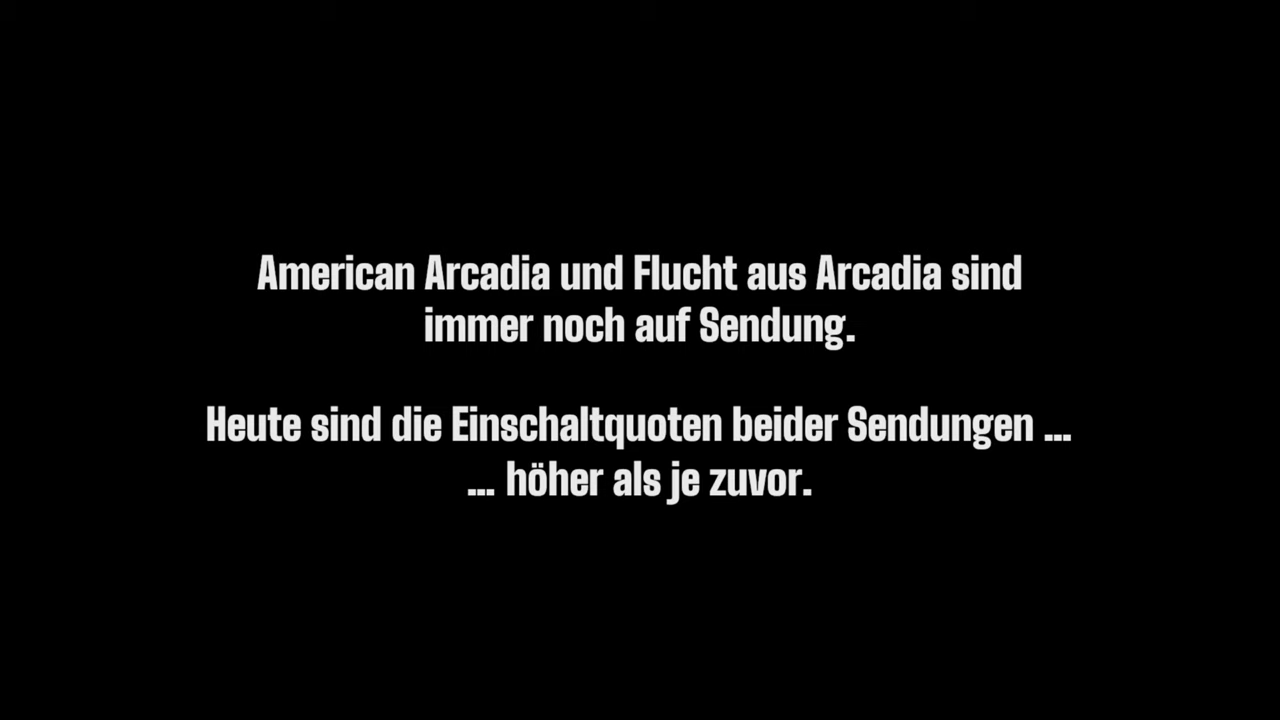 American Arcadia und Flucht aus Arcadia sind
immer noch auf Sendung.
Heute sind die Einschaltquoten beider Sendungen ...
... höher als je zuvor.